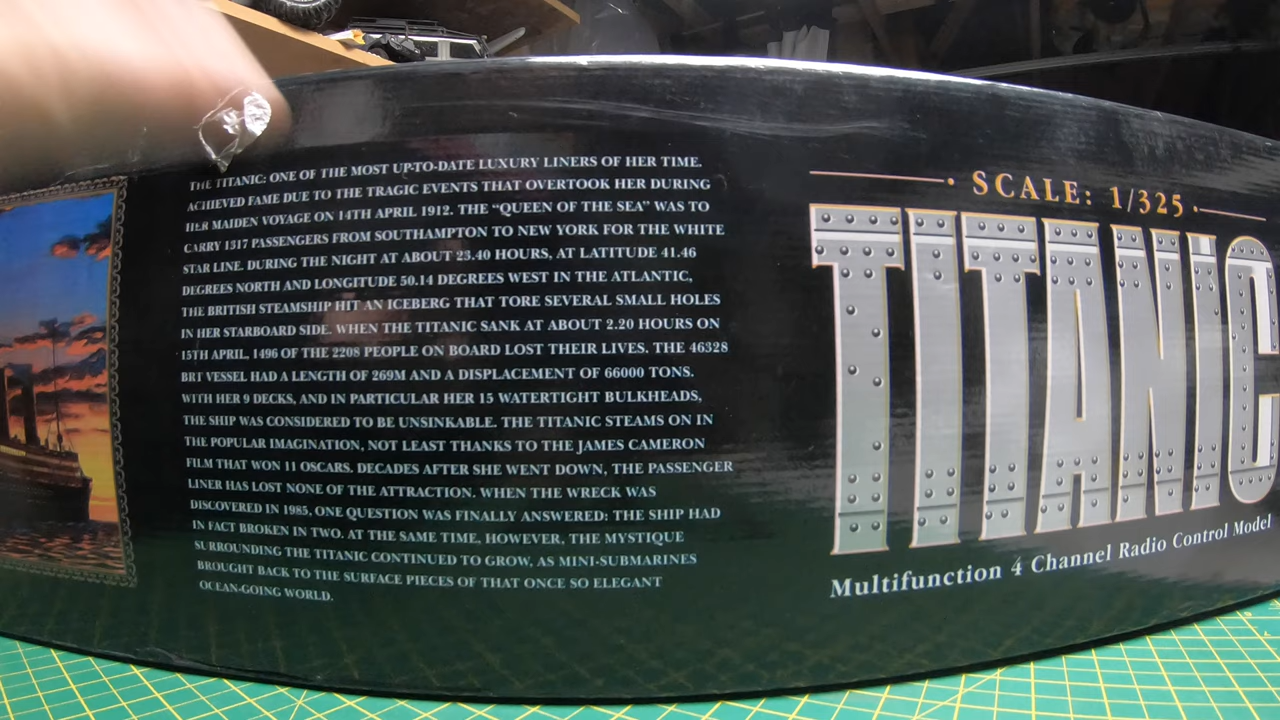 THE TITANIC: ONE OF THE MOST UP-TO-DATE LUXURY LINERS OF HER TIME.
ACHIEVED FAME DUE TO THE TRAGIC EVENTS THAT OVERTOOK HER DURING
HER MAIDEN VOYAGE ON 14TH APRIL 1912. THE “QUEEN OF THE SEA” WAS TO
CARRY 1317 PASSENGERS FROM SOUTHAMPTON TO NEW YORK FOR THE WHITE
STAR LINE. DURING THE NIGHT AT ABOUT 23.40 HOURS, AT LATITUDE 41.46
DEGREES NORTH AND LONGITUDE 50.14 DEGREES WEST IN THE ATLANTIC,
THE BRITISH STEAMSHIP HIT AN ICEBERG THAT TORE SEVERAL SMALL HOLES
IN HER STARBOARD SIDE. WHEN THE TITANIC SANK AT ABOUT 2.20 HOURS ON
15TH APRIL, 1496 OF THE 2208 PEOPLE ON BOARD LOST THEIR LIVES. THE 46328
BRT VESSEL HAD A LENGTH OF 269M AND A DISPLACEMENT OF 66000 TONS.
WITH HER 9 DECKS, AND IN PARTICULAR HER 15 WATERTIGHT BULKHEADS,
THE SHIP WAS CONSIDERED TO BE UNSINKABLE. THE TITANIC STEAMS ON IN
THE POPULAR IMAGINATION, NOT LEAST THANKS TO THE JAMES CAMERON
FILM THAT WON 11 OSCARS. DECADES AFTER SHE WENT DOWN, THE PASSENGER
LINER HAS LOST NONE OF THE ATTRACTION. WHEN THE WRECK WAS
DISCOVERED IN 1985, ONE QUESTION WAS FINALLY ANSWERED: THE SHIP HAD
IN FACT BROKEN IN TWO. AT THE SAME TIME, HOWEVER, THE MYSTIQUE
SURROUNDING THE TITANIC CONTINUED TO GROW, AS MINI-SUBMARINES
BROUGHT BACK TO THE SURFACE PIECES OF THAT ONCE SO ELEGANT
OCEAN-GOING WORLD.
SCALE: 1/325
TITANIC
Multifunction 4 Channel Radio Control Model